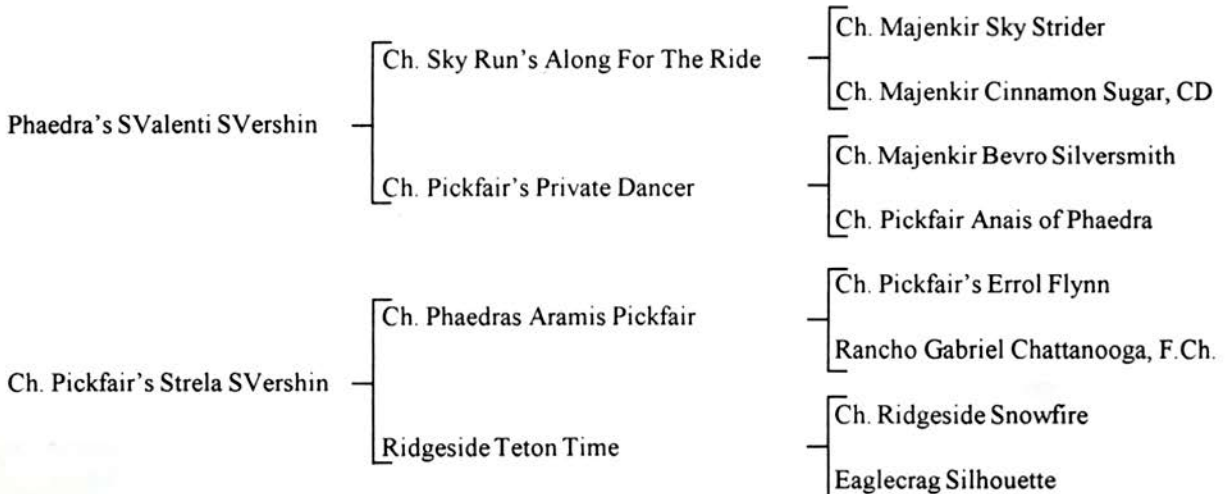 Ch. Majenkir Sky Strider
Ch. Sky Run's Along For The Ride
Ch. Majenkir Cinnamon Sugar, CD
Phaedra's SValenti SVershin
Ch. Majenkir Bevro Silversmith
Ch. Pickfair's Private Dancer
Ch. Pickfair Anais of Phaedra
Ch. Pickfair's Errol Flynn
Ch. Phaedras Aramis Pickfair
Rancho Gabriel Chattanooga, F.Ch.
Ch. Pickfair's Strela SVershin
Ch. Ridgeside Snowfire
Ridgeside Teton Time
Eaglecrag Silhouette